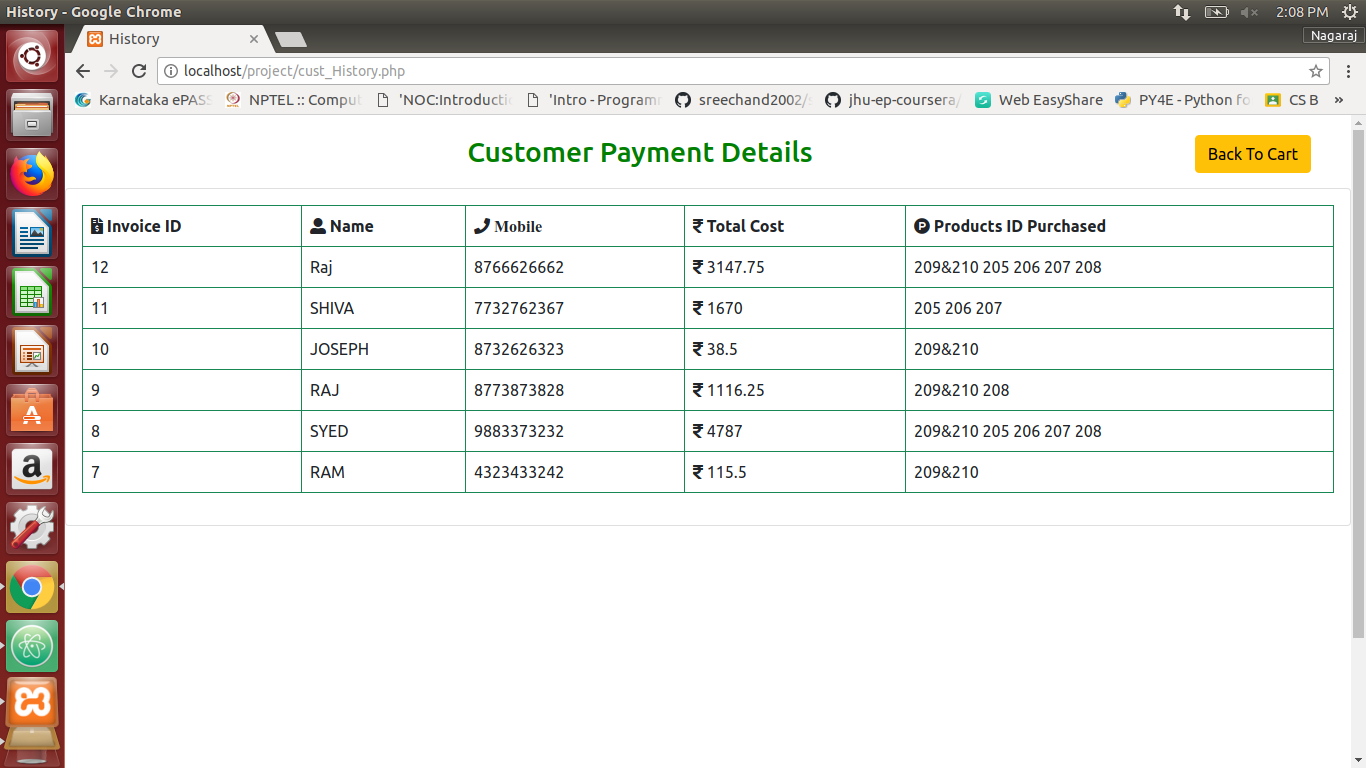 History - Google Chrome 2:08 PM
History Nagaraj
localhost/project/cust_History.php
Karnataka ePASS NPTEL :: Comput 'NOC:Introducti 'Intro - Programm sreechand2002/ jhu-ep-coursera/ Web EasyShare PY4E - Python fo CS B »
Customer Payment Details Back To Cart
Invoice ID Name Mobile ₹ Total Cost Products ID Purchased
12 Raj 8766626662 ₹ 3147.75 209&210 205 206 207 208
11 SHIVA 7732762367 ₹ 1670 205 206 207
10 JOSEPH 8732626323 ₹ 38.5 209&210
9 RAJ 8773873828 ₹ 1116.25 209&210 208
8 SYED 9883373232 ₹ 4787 209&210 205 206 207 208
7 RAM 4323433242 ₹ 115.5 209&210